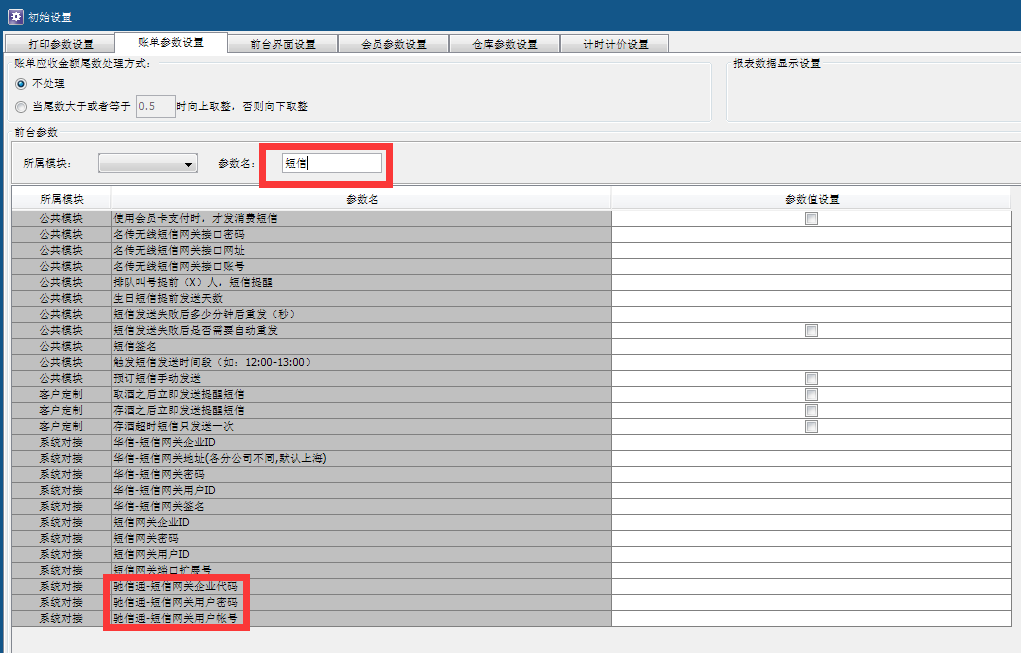 初始设置
打印参数设置 账单参数设置 前台界面设置 会员参数设置 仓库参数设置 计时计价设置
账单应收金额尾数处理方式： 报表数据显示设置
不处理
当尾数大于或者等于 0.5 时向上取整，否则向下取整
前台参数
所属模块： 参数名： 短信
所属模块 参数名 参数值设置
公共模块 使用会员卡支付时，才发消费短信
公共模块 名传无线短信网关接口密码
公共模块 名传无线短信网关接口网址
公共模块 名传无线短信网关接口账号
公共模块 排队叫号提前（X）人，短信提醒
公共模块 生日短信提前发送天数
公共模块 短信发送失败后多少分钟后重发（秒）
公共模块 短信发送失败后是否需要自动重发
公共模块 短信签名
公共模块 触发短信发送时间段（如：12:00-13:00）
公共模块 预订短信手动发送
客户定制 取酒之后立即发送提醒短信
客户定制 存酒之后立即发送提醒短信
客户定制 存酒超时短信只发送一次
系统对接 华信-短信网关企业ID
系统对接 华信-短信网关地址(各分公司不同,默认上海)
系统对接 华信-短信网关密码
系统对接 华信-短信网关用户ID
系统对接 华信-短信网关签名
系统对接 短信网关企业ID
系统对接 短信网关密码
系统对接 短信网关用户ID
系统对接 短信网关端口扩展号
系统对接 驰信通-短信网关企业代码
系统对接 驰信通-短信网关用户密码
系统对接 驰信通-短信网关用户帐号